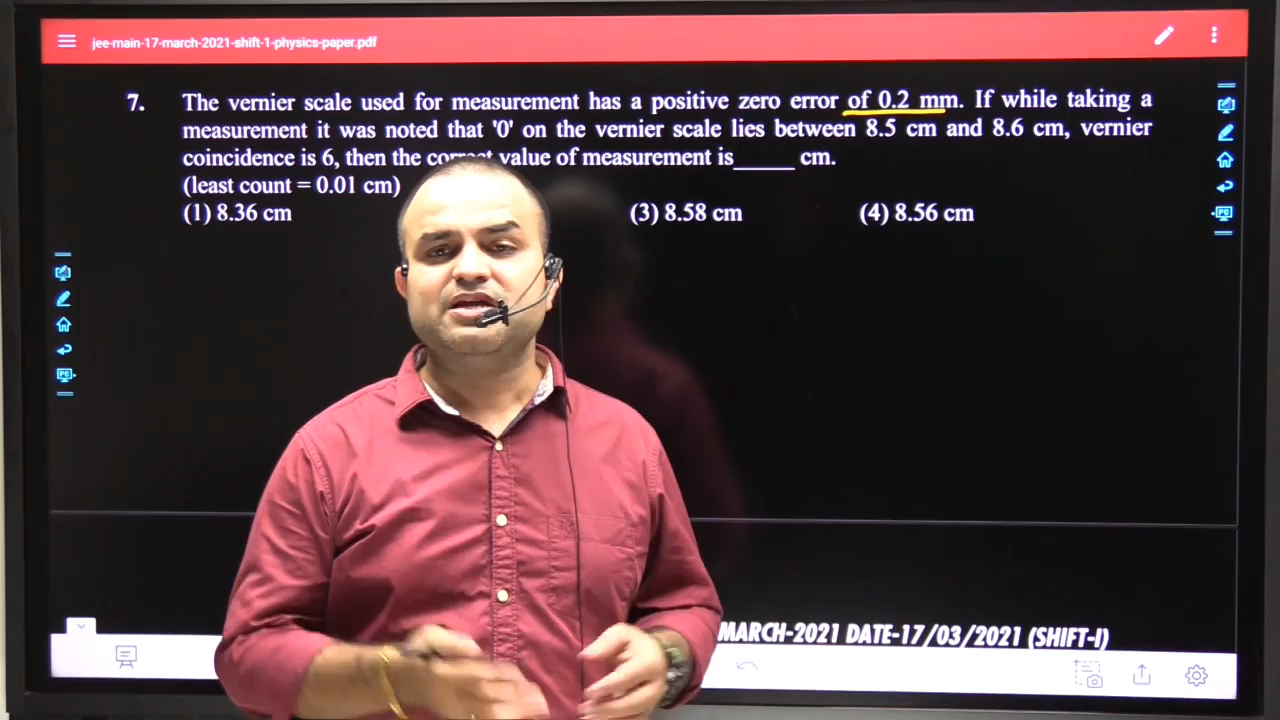 jee-main-17-march-2021-shift-1-physics-paper.pdf
7. The vernier scale used for measurement has a positive zero error of 0.2 mm. If while taking a
measurement it was noted that '0' on the vernier scale lies between 8.5 cm and 8.6 cm, vernier
coincidence is 6, then the correct value of measurement is_____ cm.
(least count = 0.01 cm)
(1) 8.36 cm (3) 8.58 cm (4) 8.56 cm
MARCH-2021 DATE-17/03/2021 (SHIFT-I)